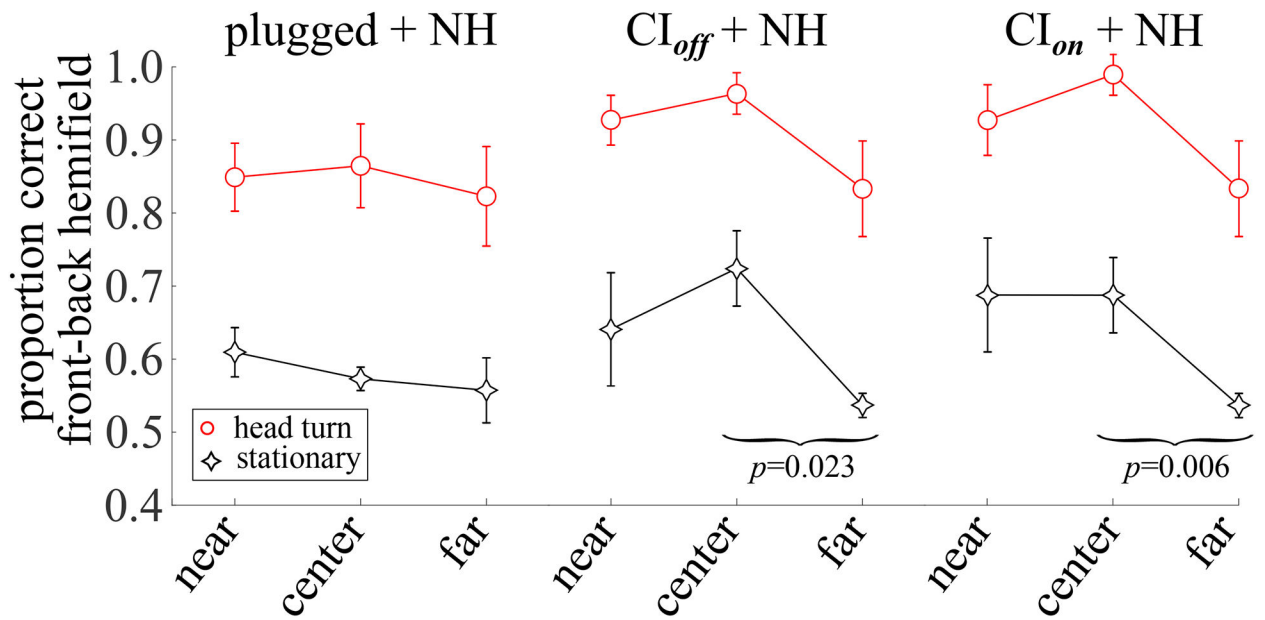 plugged + NH
CIoff + NH
CIon + NH
proportion correct
front-back hemifield
1.0
0.9
0.8
0.7
0.6
0.5
0.4
head turn
stationary
p=0.023
p=0.006
near
center
far
near
center
far
near
center
far